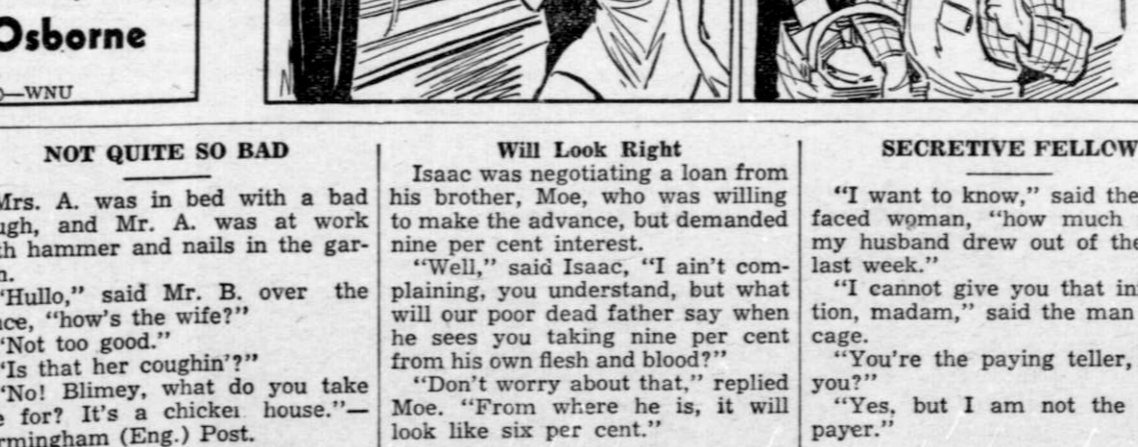 Osborne
—WNU
NOT QUITE SO BAD
Mrs. A. was in bed with a bad
ugh, and Mr. A. was at work
th hammer and nails in the gar-
n.
"Hullo," said Mr. B. over the
ce, "how's the wife?"
"Not too good."
"Is that her coughin'?"
"No! Blimey, what do you take
e for? It's a chicken house."—
rmingham (Eng.) Post.
Will Look Right
Isaac was negotiating a loan from
his brother, Moe, who was willing
to make the advance, but demanded
nine per cent interest.
"Well," said Isaac, "I ain't com-
plaining, you understand, but what
will our poor dead father say when
he sees you taking nine per cent
from his own flesh and blood?"
"Don't worry about that," replied
Moe. "From where he is, it will
look like six per cent."
SECRETIVE FELLOW
"I want to know," said the
faced woman, "how much
my husband drew out of the
last week."
"I cannot give you that in
tion, madam," said the man
cage.
"You're the paying teller,
you?"
"Yes, but I am not the
payer."